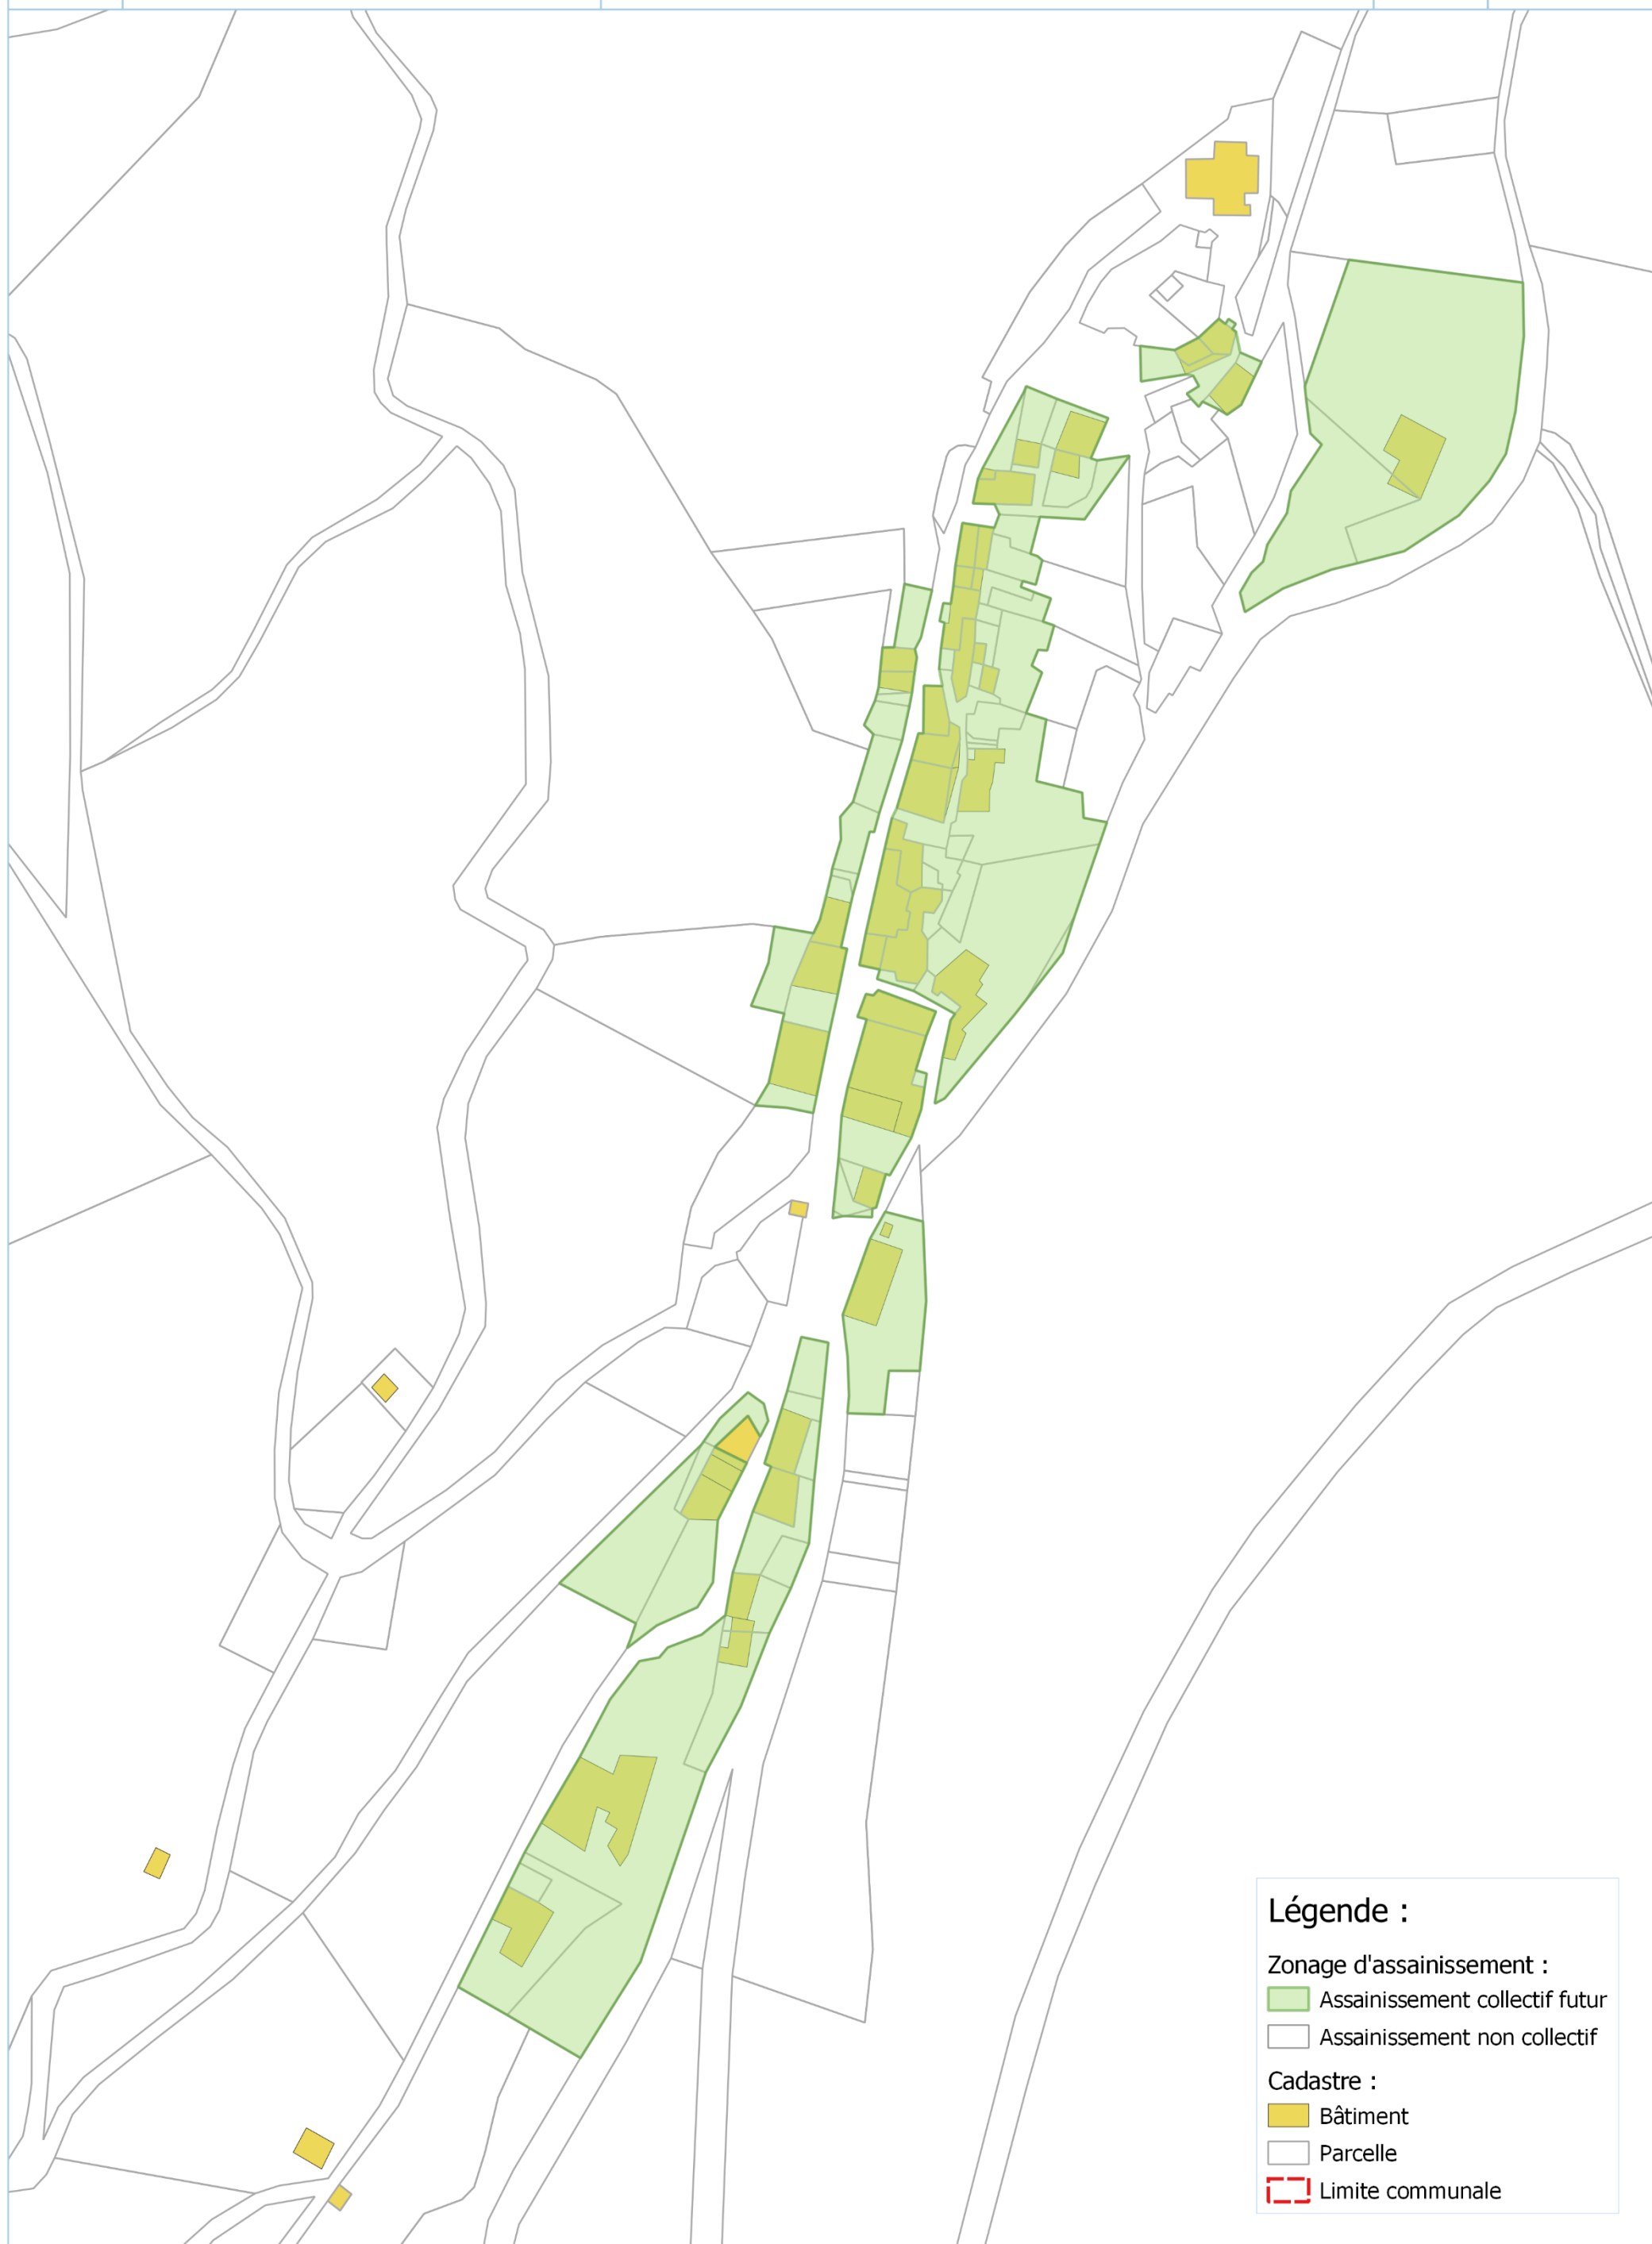 Légende :
Zonage d'assainissement :
Assainissement collectif futur
Assainissement non collectif
Cadastre :
Bâtiment
Parcelle
Limite communale